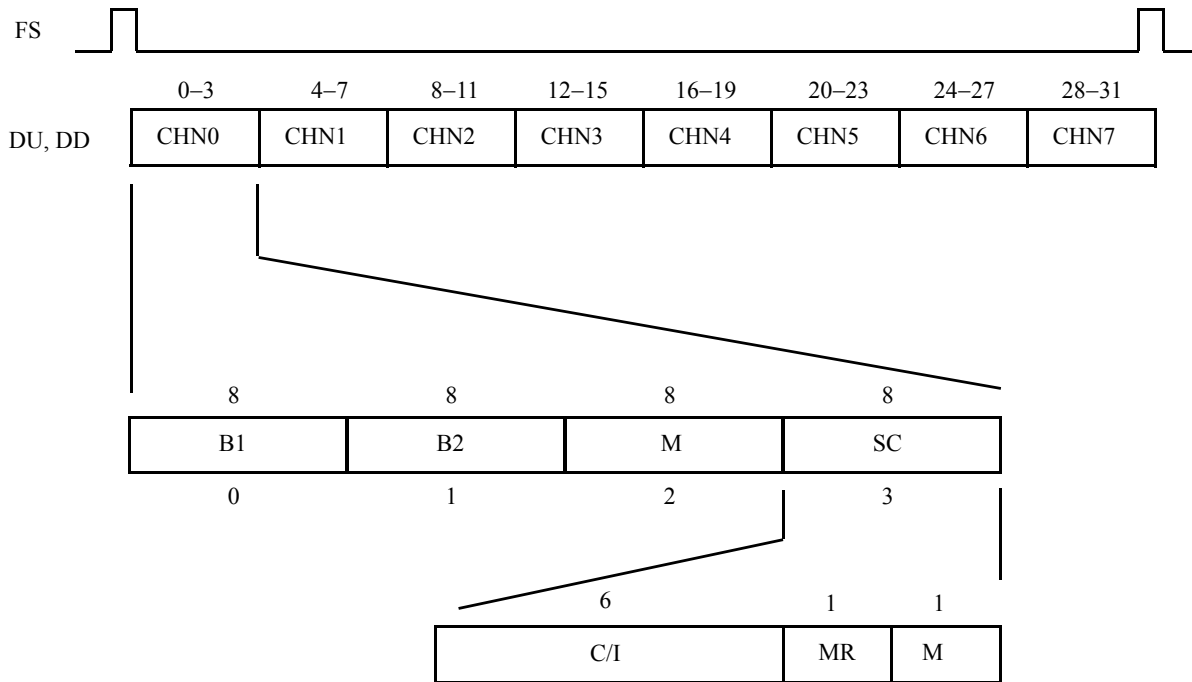 FS
0–3 4–7 8–11 12–15 16–19 20–23 24–27 28–31
DU, DD CHN0 CHN1 CHN2 CHN3 CHN4 CHN5 CHN6 CHN7
8 8 8 8
B1 B2 M SC
0 1 2 3
6 1 1
C/I MR M